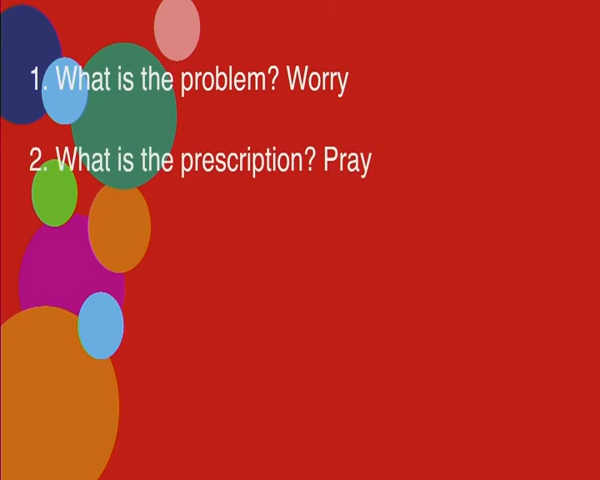 1. What is the problem? Worry
2. What is the prescription? Pray